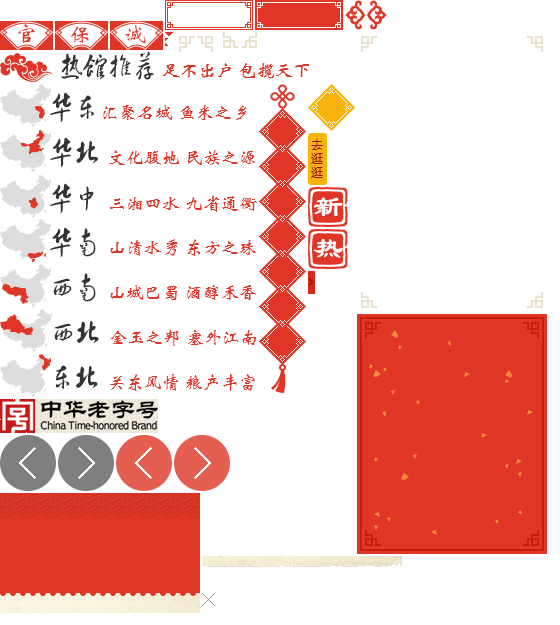 官 保 诚
热馆推荐 足不出户 包揽天下
华东 汇聚名城 鱼米之乡
去逛逛
华北 文化腹地 民族之源
华中 三湘四水 九省通衢
新
华南 山清水秀 东方之珠
热
西南 山城巴蜀 酒醇禾香
西北 金玉之邦 塞外江南
东北 关东风情 粮产丰富
中华老字号
China Time-honored Brand